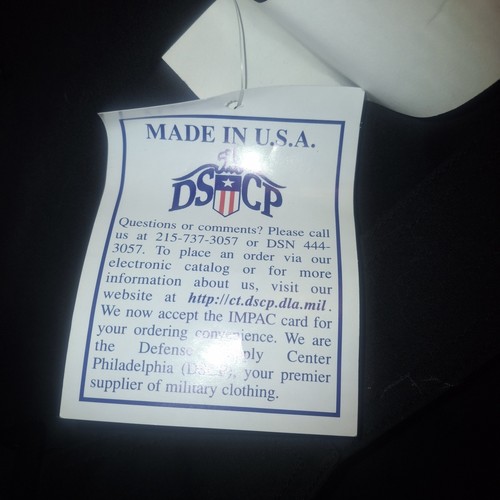 MADE IN U.S.A.
The
DSCP
Questions or comments? Please call
us at 215-737-3057 or DSN 444-
3057. To place an order via our
electronic catalog or for more
information about us, visit our
website at http://ct.dscp.dla.mil.
We now accept the IMPAC card for
your ordering convenience. We are
the Defense Center
Philadelphia your premier
supplier of military clothing.